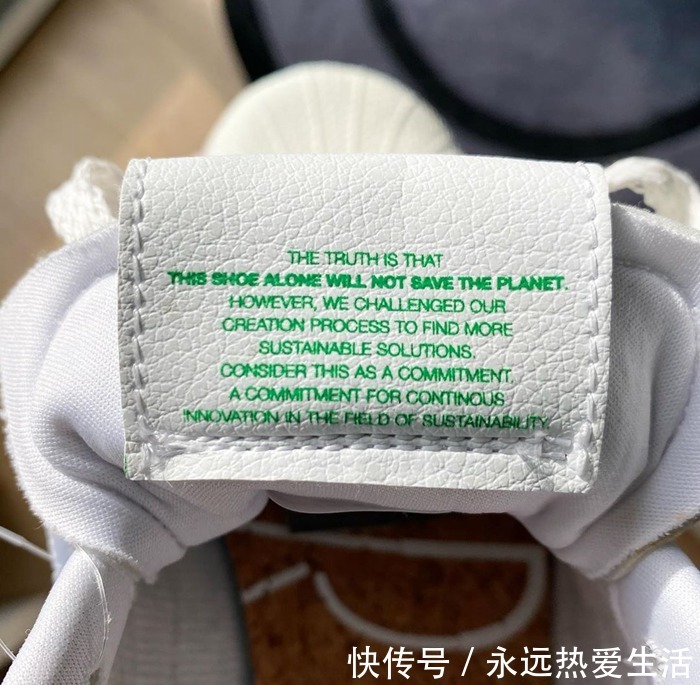 THE TRUTH IS THAT
THIS SHOE ALONE WILL NOT SAVE THE PLANET.
HOWEVER, WE CHALLENGED OUR
CREATION PROCESS TO FIND MORE
SUSTAINABLE SOLUTIONS.
CONSIDER THIS AS A COMMITMENT.
A COMMITMENT FOR CONTINOUS
INNOVATION IN THE FIELD OF SUSTAINABILITY.
快传号 / 永远热爱生活